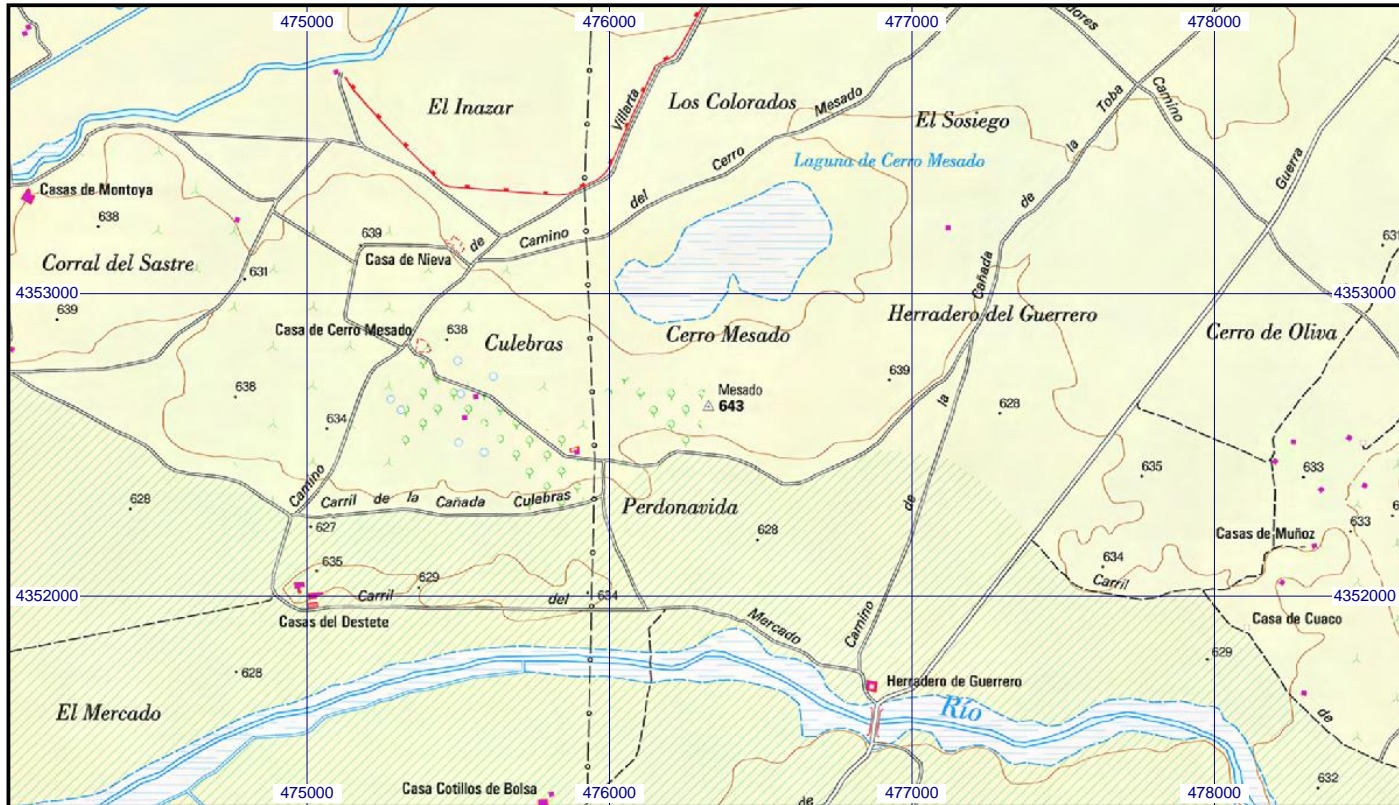 475000 476000 477000 478000
dores
El Inazar
Villarta
Los Colorados
Mesado
El Sosiego
Toba
Camino
Cerro
la
Laguna de Cerro Mesado
Guerra
Casas de Montoya
638
639
del
de
de
Camino
Casa de Nieva
631
Corral del Sastre
631
Cañada
4353000
4353000
639
Casa de Cerro Mesado
638
Culebras
Cerro Mesado
Herradero del Guerrero
Cerro de Oliva
638
639
Mesado
643
la
628
634
635
633
Camino
Carril de la Cañada Culebras
628
627
Perdonavida
628
de
633
63
Casas de Muñoz
635
629
634
Carril
4352000
Carril
del
634
4352000
Casas del Destete
Mercado
Camino
Casa de Cuaco
628
629
Herradero de Guerrero
El Mercado
Río
de
Casa Cotillos de Bolsa
de
632
475000 476000 477000 478000